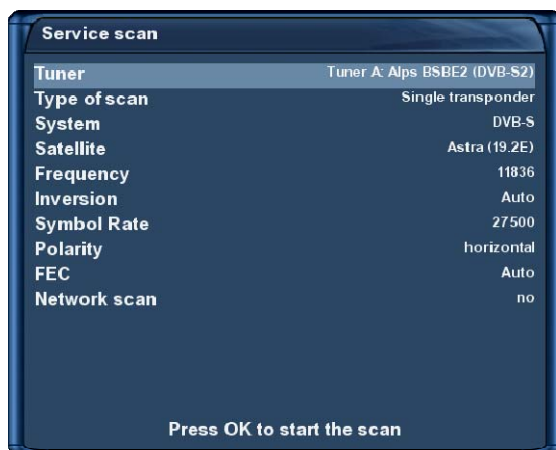 Service scan
Tuner Tuner A: Alps BSBE2 (DVB-S2)
Type of scan Single transponder
System DVB-S
Satellite Astra (19.2E)
Frequency 11836
Inversion Auto
Symbol Rate 27500
Polarity horizontal
FEC Auto
Network scan no
Press OK to start the scan